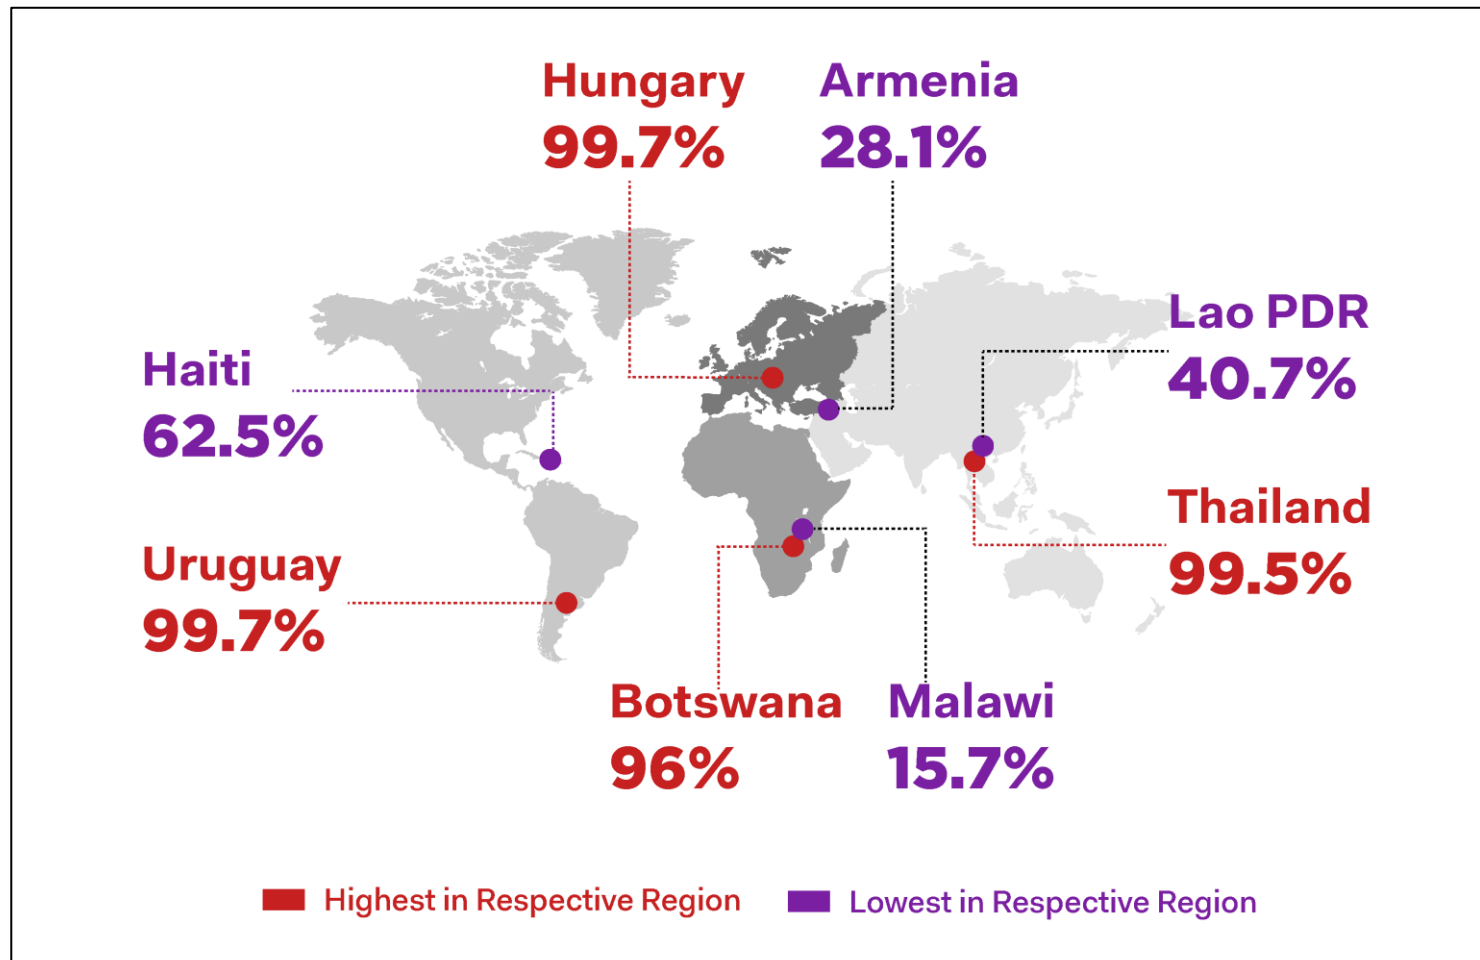 Hungary
99.7%
Armenia
28.1%
Lao PDR
40.7%
Haiti
62.5%
Thailand
99.5%
Uruguay
99.7%
Botswana
96%
Malawi
15.7%
Highest in Respective Region
Lowest in Respective Region